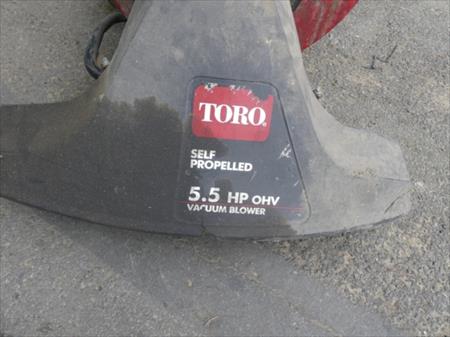 TORO.
SELF
PROPELLED
5.5 HP OHV
VACUUM BLOWER